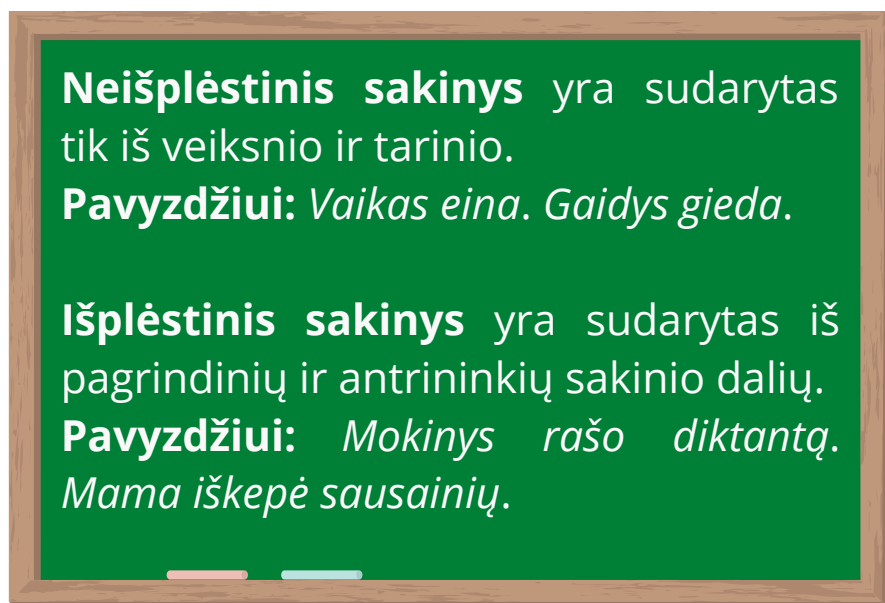 Neišplėstinis sakinys yra sudarytas
tik iš veiksnio ir tarinio.
Pavyzdžiui: Vaikas eina. Gaidys gieda.
Išplėstinis sakinys yra sudarytas iš
pagrindinių ir antrininkių sakinio dalių.
Pavyzdžiui: Mokinys rašo diktantą.
Mama iškepė sausainių.